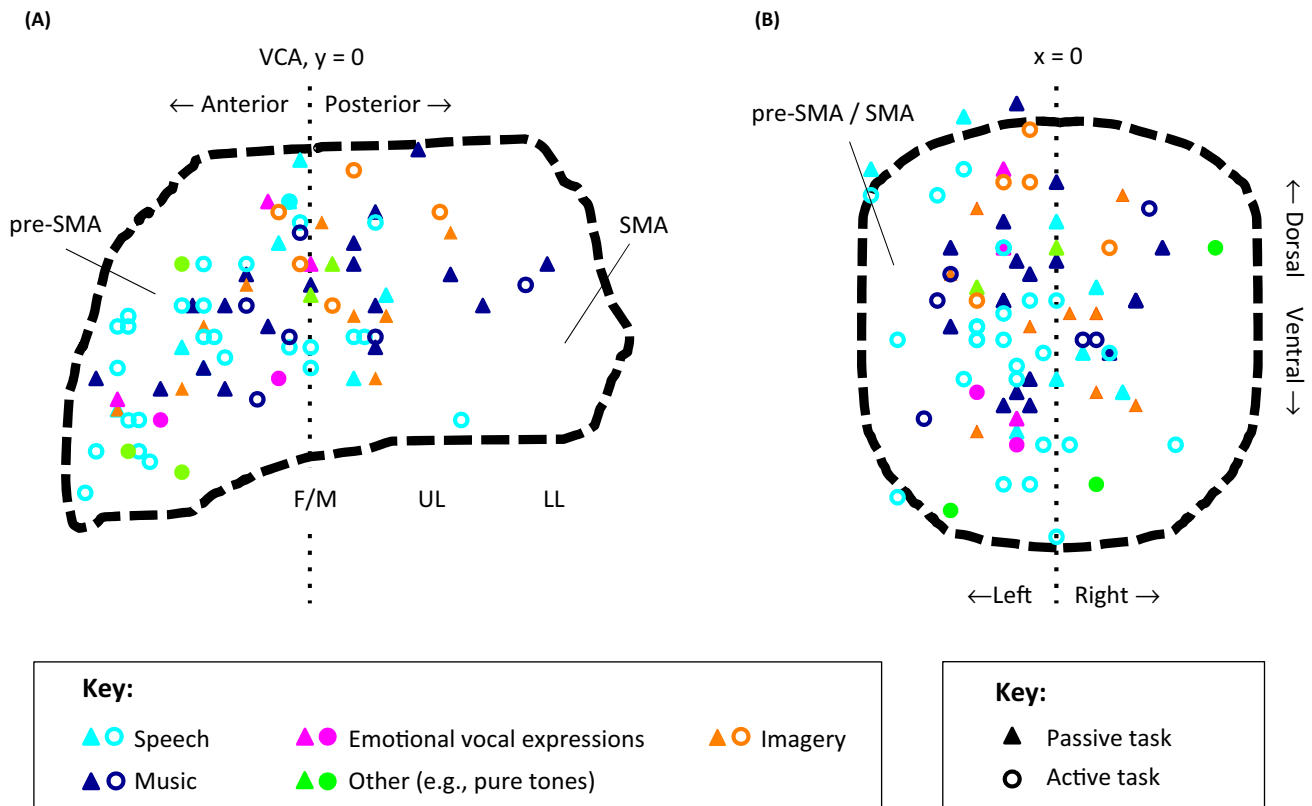 (A)
VCA, y = 0
← Anterior
Posterior →
pre-SMA
SMA
F/M
UL
LL
(B)
x = 0
pre-SMA / SMA
← Dorsal
Ventral →
←Left
Right →
Key:
Speech
Emotional vocal expressions
Imagery
Music
Other (e.g., pure tones)
Key:
Passive task
Active task